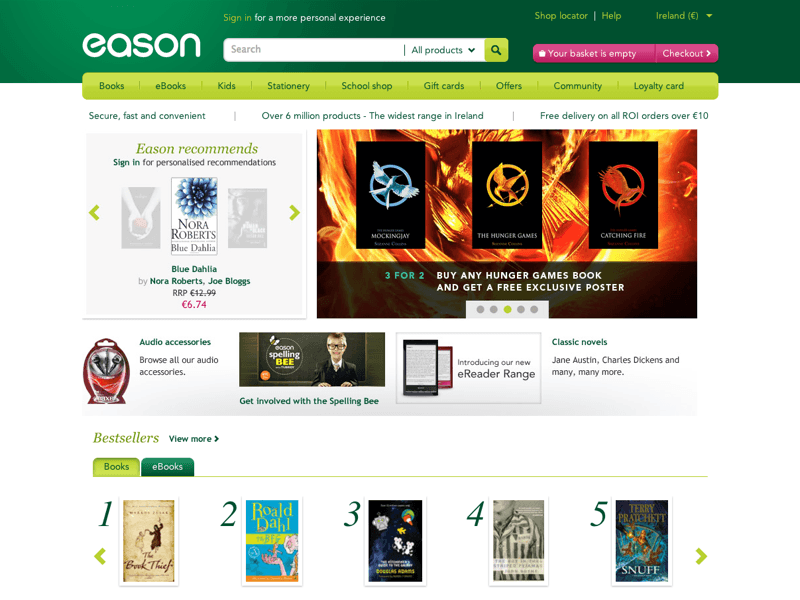 Sign in for a more personal experience
Shop locator | Help
Ireland (€)
eason
Search
All products
Your basket is empty
Checkout
Books
eBooks
Kids
Stationery
School shop
Gift cards
Offers
Community
Loyalty card
Secure, fast and convenient
Over 6 million products - The widest range in Ireland
Free delivery on all ROI orders over €10
Eason recommends
Sign in for personalised recommendations
NORA
ROBERTS
Blue Dahlia
Blue Dahlia
by Nora Roberts, Joe Bloggs
RRP €12.99
€6.74
MOCKINGJAY
THE HUNGER GAMES
CATCHING FIRE
3 FOR 2 BUY ANY HUNGER GAMES BOOK
AND GET A FREE EXCLUSIVE POSTER
Audio accessories
Browse all our audio
accessories.
eason
spelling
BEE
Get involved with the Spelling Bee
Introducing our new
eReader Range
Classic novels
Jane Austin, Charles Dickens and
many, many more.
Bestsellers View more
Books
eBooks
1
The
Book Thief
2
Roald
Dahl
3
DOUGLAS ADAMS
4
5
TERRY
PRATCHETT
SNUFF